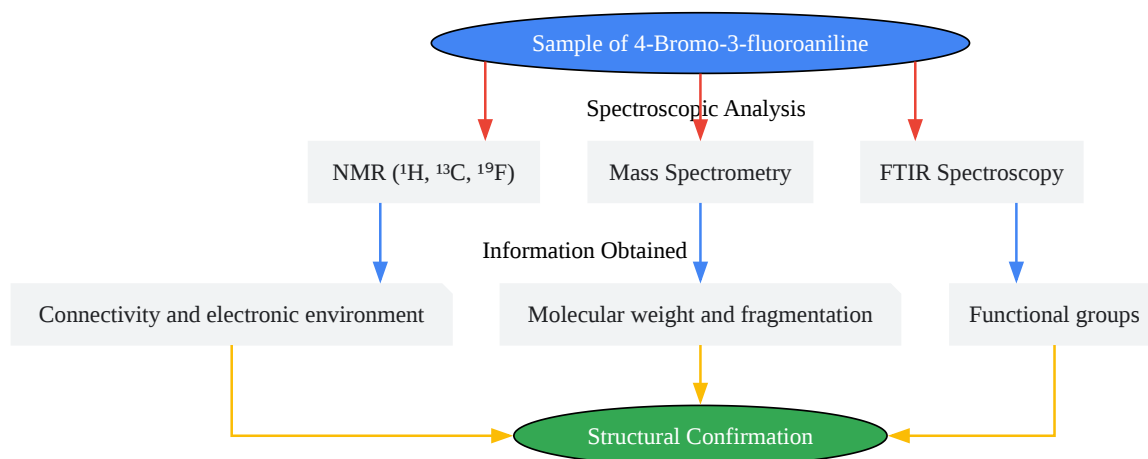 Sample of 4-Bromo-3-fluoroaniline
Spectroscopic Analysis
NMR (¹H, ¹³C, ¹⁹F)
Mass Spectrometry
FTIR Spectroscopy
Information Obtained
Connectivity and electronic environment
Molecular weight and fragmentation
Functional groups
Structural Confirmation